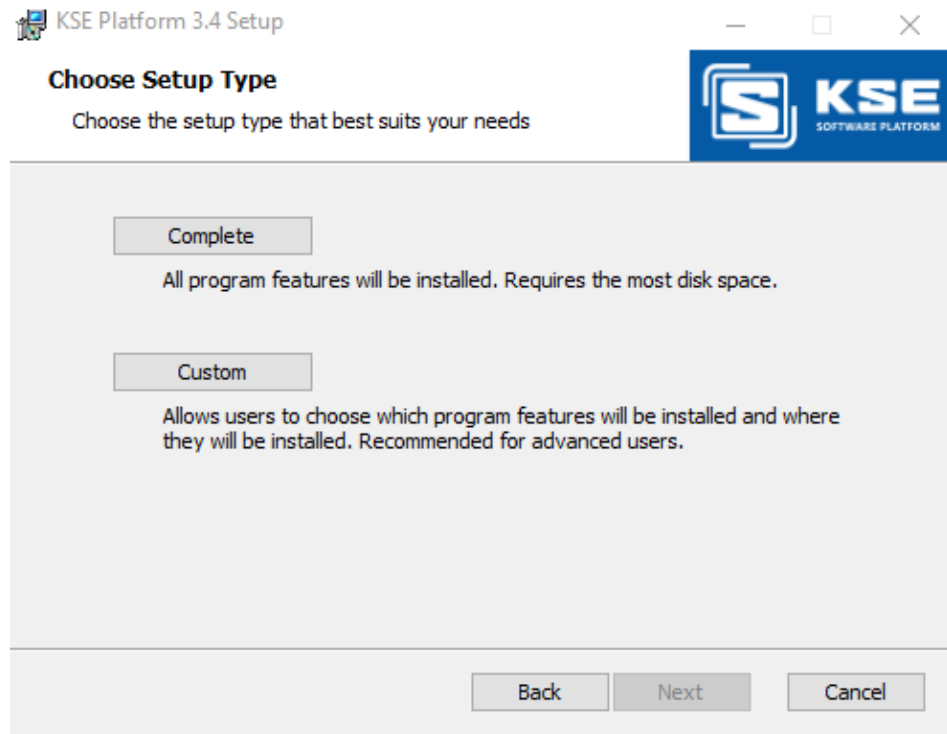 KSE Platform 3.4 Setup
Choose Setup Type
Choose the setup type that best suits your needs
S KSE
SOFTWARE PLATFORM
Complete
All program features will be installed. Requires the most disk space.
Custom
Allows users to choose which program features will be installed and where
they will be installed. Recommended for advanced users.
Back Next Cancel